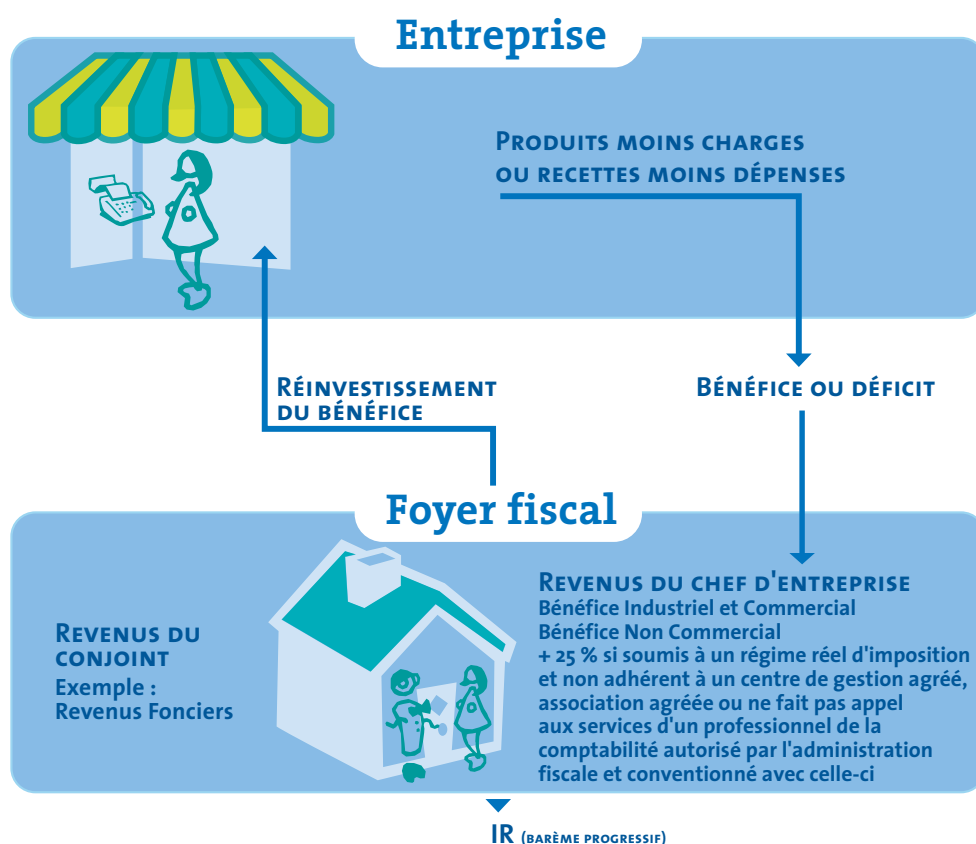 Entreprise
PRODUITS MOINS CHARGES
OU RECETTES MOINS DÉPENSES
RÉINVESTISSEMENT
DU BÉNÉFICE
BÉNÉFICE OU DÉFICIT
Foyer fiscal
REVENUS DU
CONJOINT
Exemple :
Revenus Fonciers
REVENUS DU CHEF D'ENTREPRISE
Bénéfice Industriel et Commercial
Bénéfice Non Commercial
+ 25 % si soumis à un régime réel d'imposition
et non adhérent à un centre de gestion agréé,
association agréée ou ne fait pas appel
aux services d'un professionnel de la
comptabilité autorisé par l'administration
fiscale et conventionné avec celle-ci
IR (BARÈME PROGRESSIF)